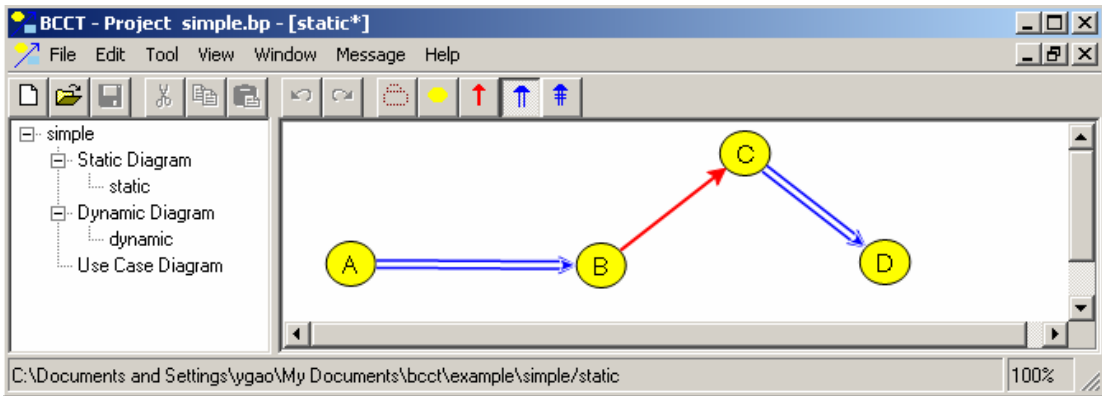 BCCT - Project simple.bp - [static*]
File Edit Tool View Window Message Help
simple
Static Diagram
static
Dynamic Diagram
dynamic
Use Case Diagram
C
A
B
D
C:\Documents and Settings\ygao\My Documents\bcct\example\simple/static
100%